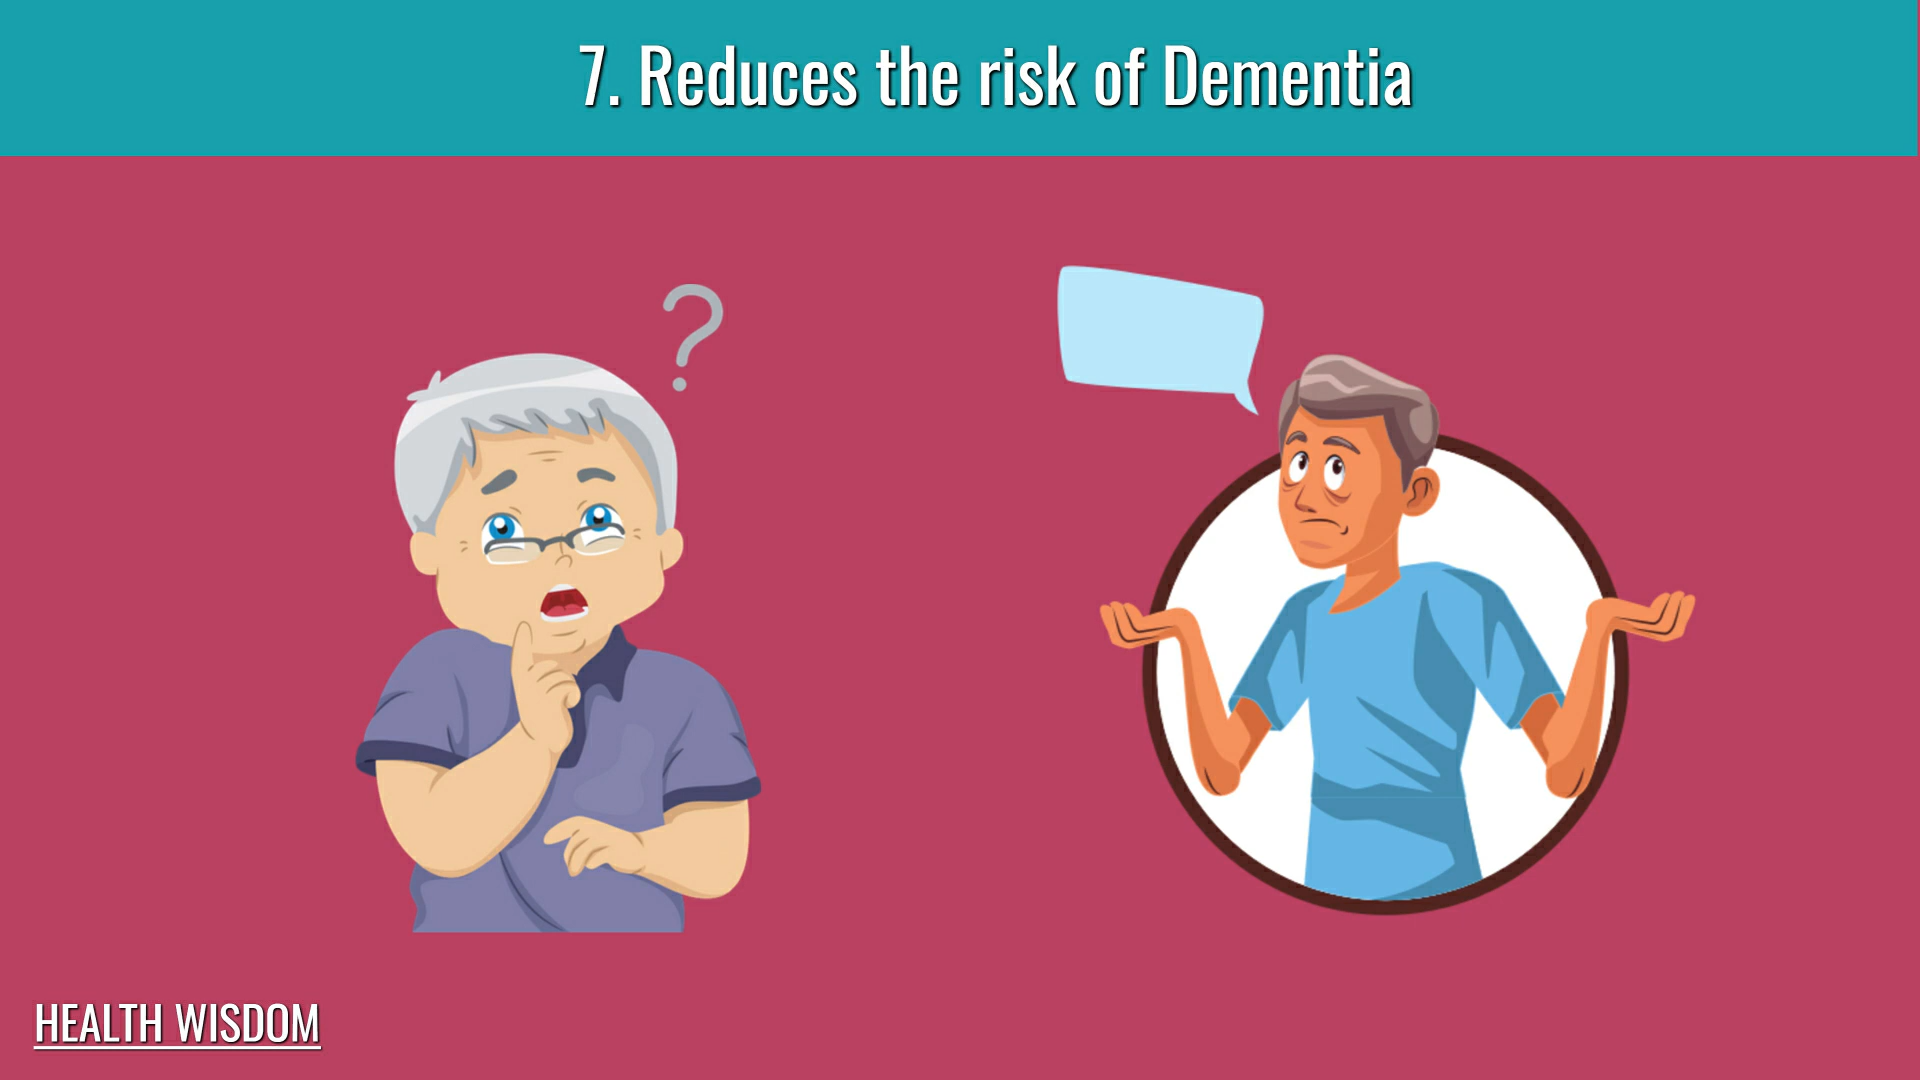 7. Reduces the risk of Dementia
?
HEALTH WISDOM